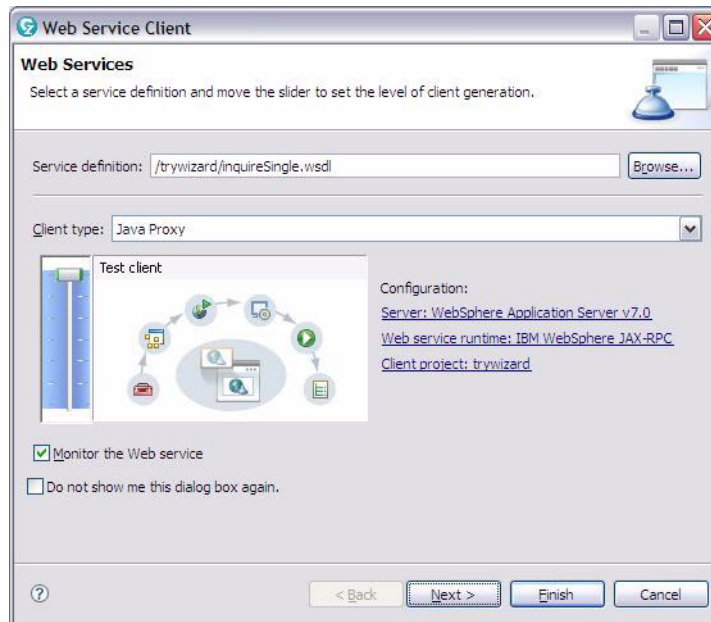 Web Service Client
Web Services
Select a service definition and move the slider to set the level of client generation.
Service definition: /trywizard/inquireSingle.wsdl Browse...
Client type: Java Proxy
Test client
Configuration:
Server: WebSphere Application Server v7.0
Web service runtime: IBM WebSphere JAX-RPC
Client project: trywizard
Monitor the Web service
Do not show me this dialog box again.
? < Back Next > Finish Cancel